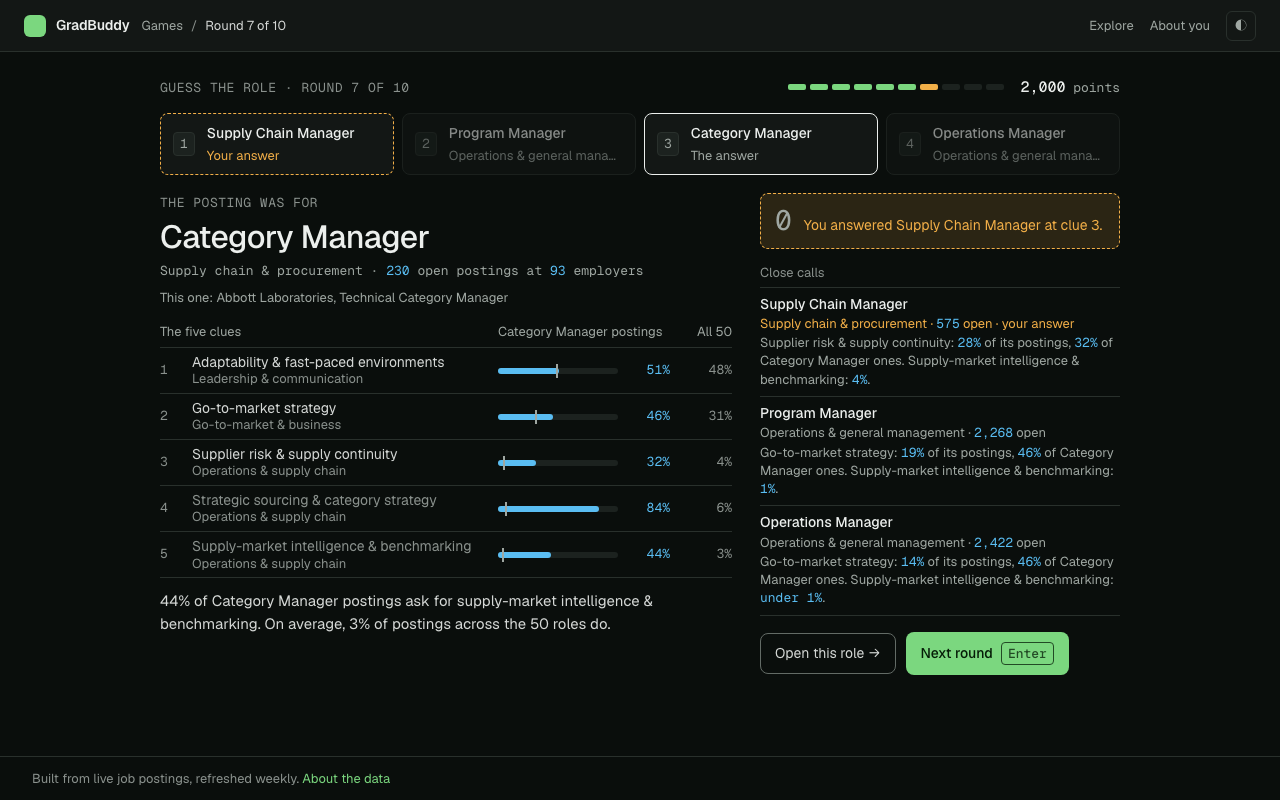 GradBuddy Games / Round 7 of 10 Explore About you
GUESS THE ROLE · ROUND 7 OF 10 2,000 points
1 Supply Chain Manager
Your answer
2 Program Manager
Operations & general mana…
3 Category Manager
The answer
4 Operations Manager
Operations & general mana…
THE POSTING WAS FOR
Category Manager
Supply chain & procurement · 230 open postings at 93 employers
This one: Abbott Laboratories, Technical Category Manager
The five clues Category Manager postings All 50
1 Adaptability & fast-paced environments 51% 48%
Leadership & communication
2 Go-to-market strategy 46% 31%
Go-to-market & business
3 Supplier risk & supply continuity 32% 4%
Operations & supply chain
4 Strategic sourcing & category strategy 84% 6%
Operations & supply chain
5 Supply-market intelligence & benchmarking 44% 3%
Operations & supply chain
44% of Category Manager postings ask for supply-market intelligence &
benchmarking. On average, 3% of postings across the 50 roles do.
0 You answered Supply Chain Manager at clue 3.
Close calls
Supply Chain Manager
Supply chain & procurement · 575 open · your answer
Supplier risk & supply continuity: 28% of its postings, 32% of
Category Manager ones. Supply-market intelligence &
benchmarking: 4%.
Program Manager
Operations & general management · 2,268 open
Go-to-market strategy: 19% of its postings, 46% of Category
Manager ones. Supply-market intelligence & benchmarking:
1%.
Operations Manager
Operations & general management · 2,422 open
Go-to-market strategy: 14% of its postings, 46% of Category
Manager ones. Supply-market intelligence & benchmarking:
under 1%.
Open this role → Next round Enter
Built from live job postings, refreshed weekly. About the data